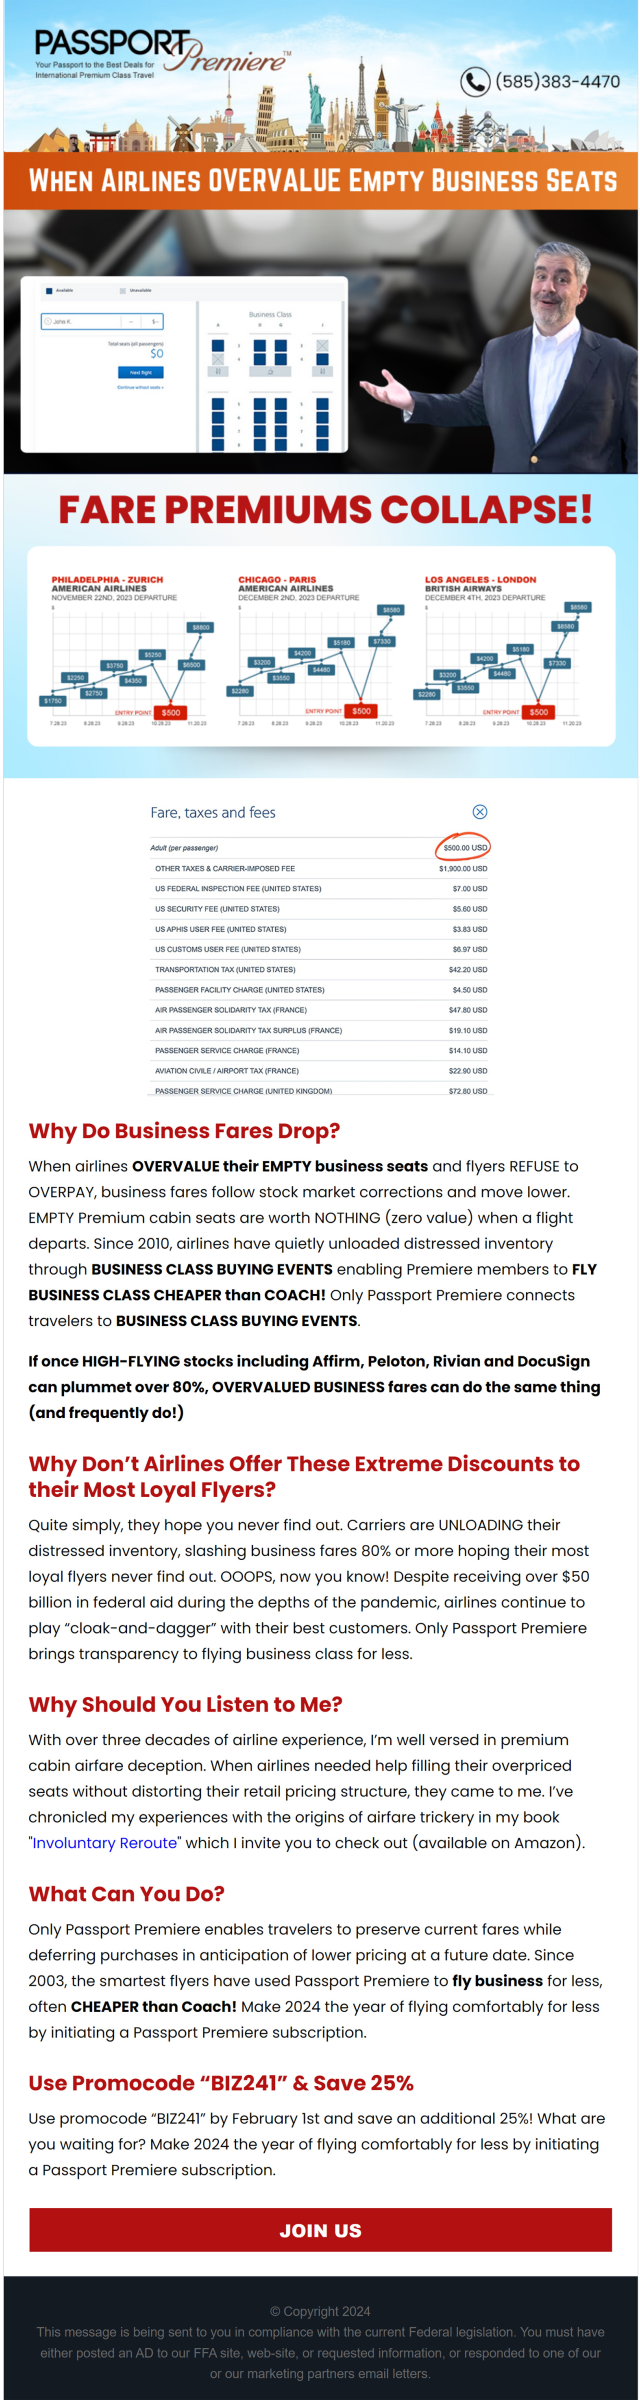 PASSPORT
Premiere™
Your Passport to the Best Deals for
International Premium Class Travel
(585)383-4470
WHEN AIRLINES OVERVALUE EMPTY BUSINESS SEATS
Available
Unavailable
John K.
Total seats (all passengers)
$0
Next flight
Continue without seats »
Business Class
A D G J
FARE PREMIUMS COLLAPSE!
PHILADELPHIA - ZURICH
AMERICAN AIRLINES
NOVEMBER 22ND, 2023 DEPARTURE
$
$8800
$5250
$6500
$3750
$4350
$2250
$2750
$1750
ENTRY POINT
$500
7.28.23 8.28.23 9.28.23 10.28.23 11.20.23
CHICAGO - PARIS
AMERICAN AIRLINES
DECEMBER 2ND, 2023 DEPARTURE
$
$8580
$7330
$5180
$4200
$4480
$3200
$3550
$2280
ENTRY POINT
$500
7.28.23 8.28.23 9.28.23 10.28.23 11.20.23
LOS ANGELES - LONDON
BRITISH AIRWAYS
DECEMBER 4TH, 2023 DEPARTURE
$
$8580
$8580
$7330
$5180
$4200
$4480
$3200
$3550
$2280
ENTRY POINT
$500
7.28.23 8.28.23 9.28.23 10.28.23 11.20.23
Fare, taxes and fees
Adult (per passenger) $500.00 USD
OTHER TAXES & CARRIER-IMPOSED FEE $1,900.00 USD
US FEDERAL INSPECTION FEE (UNITED STATES) $7.00 USD
US SECURITY FEE (UNITED STATES) $5.60 USD
US APHIS USER FEE (UNITED STATES) $3.83 USD
US CUSTOMS USER FEE (UNITED STATES) $6.97 USD
TRANSPORTATION TAX (UNITED STATES) $42.20 USD
PASSENGER FACILITY CHARGE (UNITED STATES) $4.50 USD
AIR PASSENGER SOLIDARITY TAX (FRANCE) $47.80 USD
AIR PASSENGER SOLIDARITY TAX SURPLUS (FRANCE) $19.10 USD
PASSENGER SERVICE CHARGE (FRANCE) $14.10 USD
AVIATION CIVILE / AIRPORT TAX (FRANCE) $22.90 USD
PASSENGER SERVICE CHARGE (UNITED KINGDOM) $72.80 USD
Why Do Business Fares Drop?
When airlines OVERVALUE their EMPTY business seats and flyers REFUSE to
OVERPAY, business fares follow stock market corrections and move lower.
EMPTY Premium cabin seats are worth NOTHING (zero value) when a flight
departs. Since 2010, airlines have quietly unloaded distressed inventory
through BUSINESS CLASS BUYING EVENTS enabling Premiere members to FLY
BUSINESS CLASS CHEAPER than COACH! Only Passport Premiere connects
travelers to BUSINESS CLASS BUYING EVENTS.
If once HIGH-FLYING stocks including Affirm, Peloton, Rivian and DocuSign
can plummet over 80%, OVERVALUED BUSINESS fares can do the same thing
(and frequently do!)
Why Don’t Airlines Offer These Extreme Discounts to
their Most Loyal Flyers?
Quite simply, they hope you never find out. Carriers are UNLOADING their
distressed inventory, slashing business fares 80% or more hoping their most
loyal flyers never find out. OOOPS, now you know! Despite receiving over $50
billion in federal aid during the depths of the pandemic, airlines continue to
play “cloak-and-dagger” with their best customers. Only Passport Premiere
brings transparency to flying business class for less.
Why Should You Listen to Me?
With over three decades of airline experience, I’m well versed in premium
cabin airfare deception. When airlines needed help filling their overpriced
seats without distorting their retail pricing structure, they came to me. I’ve
chronicled my experiences with the origins of airfare trickery in my book
"Involuntary Reroute" which I invite you to check out (available on Amazon).
What Can You Do?
Only Passport Premiere enables travelers to preserve current fares while
deferring purchases in anticipation of lower pricing at a future date. Since
2003, the smartest flyers have used Passport Premiere to fly business for less,
often CHEAPER than Coach! Make 2024 the year of flying comfortably for less
by initiating a Passport Premiere subscription.
Use Promocode “BIZ241” & Save 25%
Use promocode “BIZ241” by February 1st and save an additional 25%! What are
you waiting for? Make 2024 the year of flying comfortably for less by initiating
a Passport Premiere subscription.
JOIN US
© Copyright 2024
This message is being sent to you in compliance with the current Federal legislation. You must have
either posted an AD to our FFA site, web-site, or requested information, or responded to one of our
or our marketing partners email letters.